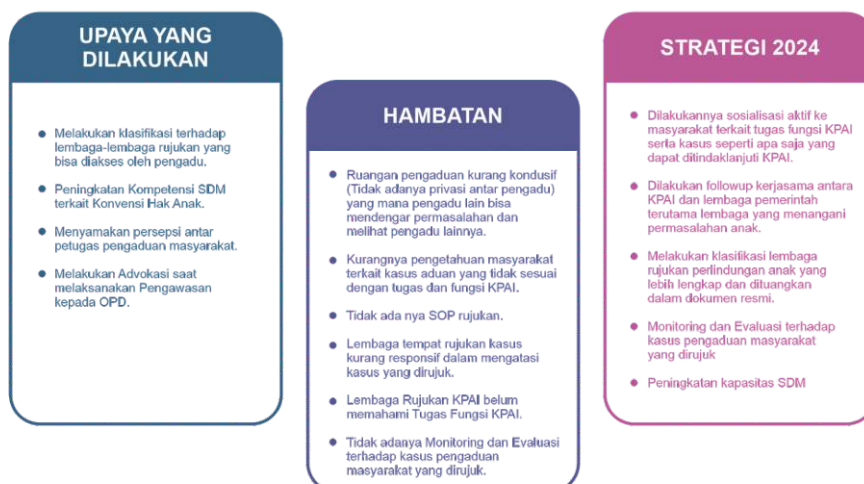 UPAYA YANG
DILAKUKAN
Melakukan klasifikasi terhadap
lembaga-lembaga rujukan yang
bisa diakses oleh pengadu.
Peningkatan Kompetensi SDM
terkait Konvensi Hak Anak.
Menyamakan persepsi antar
petugas pengaduan masyarakat.
Melakukan Advokasi saat
melaksanakan Pengawasan
kepada OPD.
HAMBATAN
Ruangan pengaduan kurang kondusif
(Tidak adanya privasi antar pengadu)
yang mana pengadu lain bisa
mendengar permasalahan dan
melihat pengadu lainnya.
Kurangnya pengetahuan masyarakat
terkait kasus aduan yang tidak sesuai
dengan tugas dan fungsi KPAI.
Tidak ada nya SOP rujukan.
Lembaga tempat rujukan kasus
kurang responsif dalam mengatasi
kasus yang dirujuk.
Lembaga Rujukan KPAI belum
memahami Tugas Fungsi KPAI.
Tidak adanya Monitoring dan Evaluasi
terhadap kasus pengaduan
masyarakat yang dirujuk.
STRATEGI 2024
Dilakukannya sosialisasi aktif ke
masyarakat terkait tugas fungsi KPAI
serta kasus seperti apa saja yang
dapat ditindaklanjuti KPAI.
Dilakukan followup kerjasama antara
KPAI dan lembaga pemerintah
terutama lembaga yang menangani
permasalahan anak.
Melakukan klasifikasi lembaga
rujukan perlindungan anak yang
lebih lengkap dan dituangkan
dalam dokumen resmi.
Monitoring dan Evaluasi terhadap
kasus pengaduan masyarakat
yang dirujuk
Peningkatan kapasitas SDM